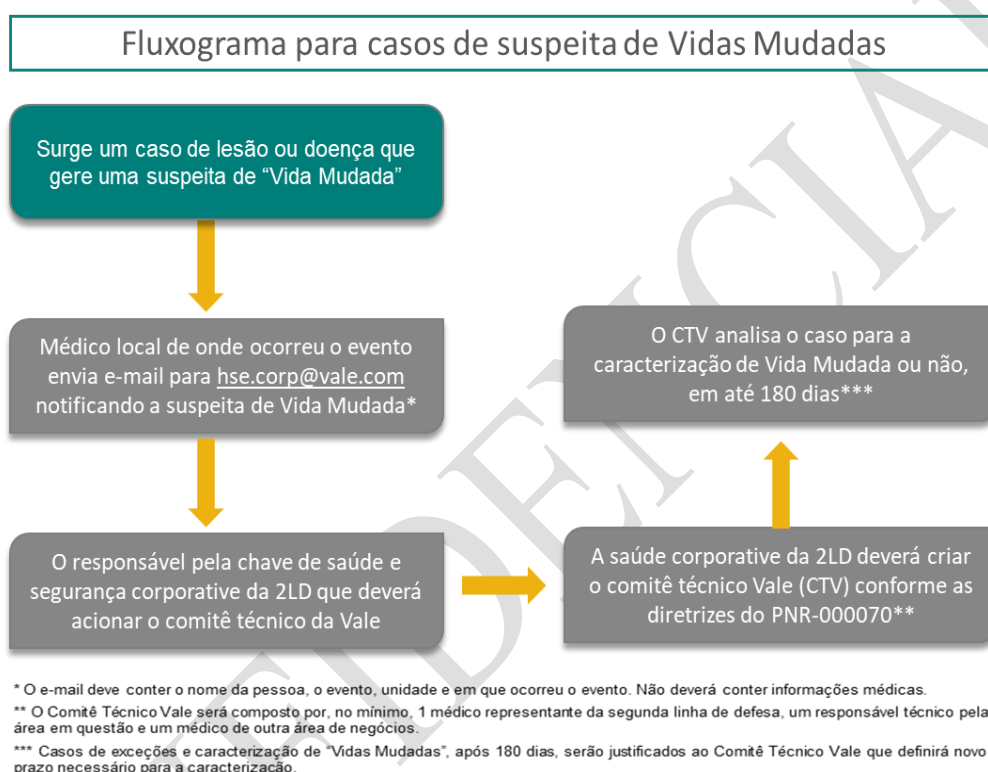 Fluxograma para casos de suspeita de Vidas Mudadas
Surge um caso de lesão ou doença que
gere uma suspeita de “Vida Mudada”
Médico local de onde ocorreu o evento
envia e-mail para hse.corp@vale.com
notificando a suspeita de Vida Mudada*
O responsável pela chave de saúde e
segurança corporative da 2LD que deverá
acionar o comitê técnico da Vale
A saúde corporative da 2LD deverá criar
o comitê técnico Vale (CTV) conforme as
diretrizes do PNR-000070**
O CTV analisa o caso para a
caracterização de Vida Mudada ou não,
em até 180 dias***
* O e-mail deve conter o nome da pessoa, o evento, unidade e em que ocorreu o evento. Não deverá conter informações médicas.
** O Comitê Técnico Vale será composto por, no mínimo, 1 médico representante da segunda linha de defesa, um responsável técnico pela
área em questão e um médico de outra área de negócios.
*** Casos de exceções e caracterização de “Vidas Mudadas”, após 180 dias, serão justificados ao Comitê Técnico Vale que definirá novo
prazo necessário para a caracterização.